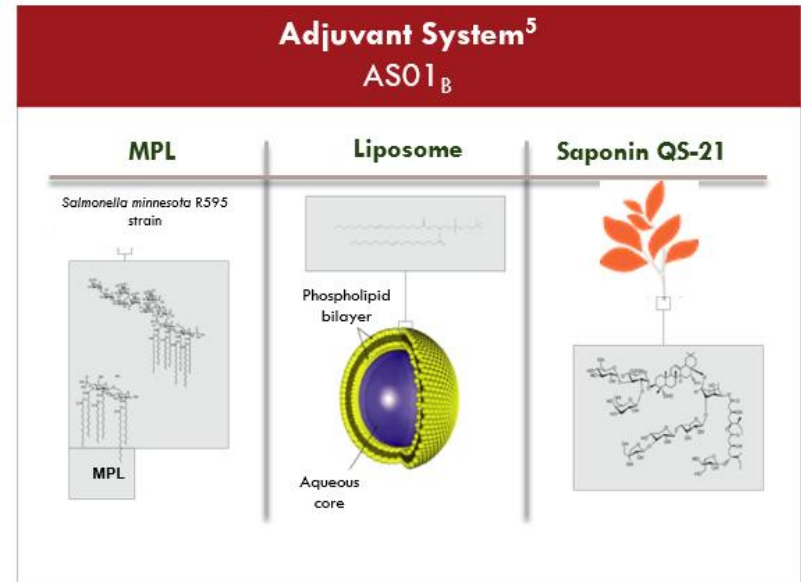 Adjuvant System5
AS01B
MPL
Liposome
Saponin QS-21
Salmonella minnesota R595
strain
Phospholipid
bilayer
Aqueous
core
MPL